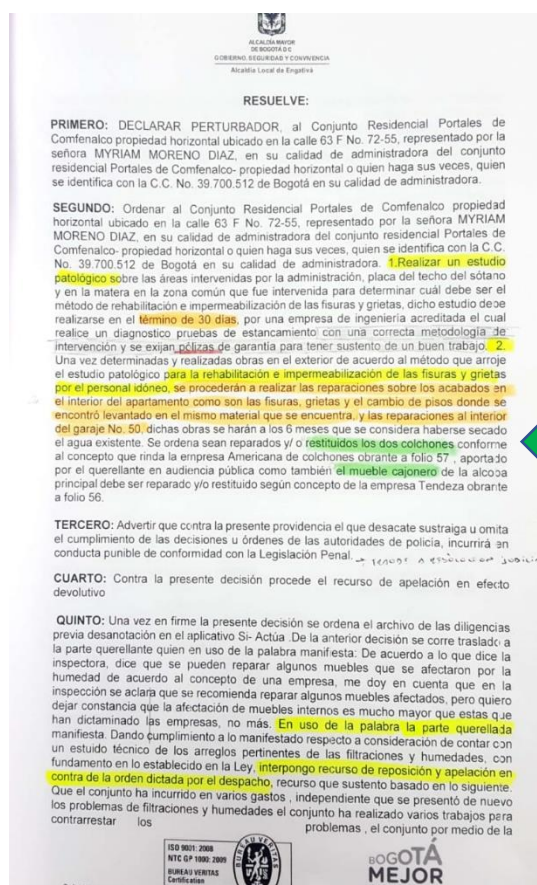 ALCALDÍA MAYOR
DE BOGOTÁ D.C
GOBIERNO, SEGURIDAD Y CONVIVENCIA
Alcaldía Local de Engativá
RESUELVE:
PRIMERO: DECLARAR PERTURBADOR, al Conjunto Residencial Portales de
Comfenalco propiedad horizontal ubicado en la calle 63 F No. 72-55, representado por la
señora MYRIAM MORENO DIAZ, en su calidad de administradora del conjunto
residencial Portales de Comfenalco- propiedad horizontal o quien haga sus veces, quien
se identifica con la C.C. No. 39.700.512 de Bogotá en su calidad de administradora.
SEGUNDO: Ordenar al Conjunto Residencial Portales de Comfenalco propiedad
horizontal ubicado en la calle 63 F No. 72-55, representado por la señora MYRIAM
MORENO DIAZ, en su calidad de administradora del conjunto residencial Portales de
Comfenalco- propiedad horizontal o quien haga sus veces, quien se identifica con la C.C.
No. 39.700.512 de Bogotá en su calidad de administradora. 1.Realizar un estudio
patológico sobre las áreas intervenidas por la administración, placa del techo del sótano
y en la matera en la zona común que fue intervenida para determinar cuál debe ser el
método de rehabilitación e impermeabilización de las fisuras y grietas, dicho estudio debe
realizarse en el término de 30 días, por una empresa de ingeniería acreditada el cual
realice un diagnostico pruebas de estancamiento con una correcta metodología de
intervención y se exijan pólizas de garantía para tener sustento de un buen trabajo. 2.
Una vez determinadas y realizadas obras en el exterior de acuerdo al método que arroje
el estudio patológico para la rehabilitación e impermeabilización de las fisuras y grietas
por el personal idóneo, se procederán a realizar las reparaciones sobre los acabados en
el interior del apartamento como son las fisuras, grietas y el cambio de pisos donde se
encontró levantado en el mismo material que se encuentra, y las reparaciones al interior
del garaje No. 50, dichas obras se harán a los 6 meses que se considera haberse secado
el agua existente. Se ordena sean reparados y/ o restituidos los dos colchones conforme
al concepto que rinda la empresa Americana de colchones obrante a folio 57 , aportado
por el querellante en audiencia pública como también el mueble cajonero de la alcoba
principal debe ser reparado y/o restituido según concepto de la empresa Tendeza obrante
a folio 56.
TERCERO: Advertir que contra la presente providencia el que desacate sustraiga u omita
el cumplimiento de las decisiones u órdenes de las autoridades de policía, incurrirá en
conducta punible de conformidad con la Legislación Penal.
CUARTO: Contra la presente decisión procede el recurso de apelación en efecto
devolutivo
QUINTO: Una vez en firme la presente decisión se ordena el archivo de las diligencias
previa desanotación en el aplicativo Si- Actúa .De la anterior decisión se corre traslado a
la parte querellante quien en uso de la palabra manifiesta: De acuerdo a lo que dice la
inspectora, dice que se pueden reparar algunos muebles que se afectaron por la
humedad de acuerdo al concepto de una empresa, me doy en cuenta que en la
inspección se aclara que se recomienda reparar algunos muebles afectados, pero quiero
dejar constancia que la afectación de muebles internos es mucho mayor que estas que
han dictaminado las empresas, no más. En uso de la palabra la parte querellada
manifiesta. Dando cumplimiento a lo manifestado respecto a consideración de contar con
un estuido técnico de los arreglos pertinentes de las filtraciones y humedades, con
fundamento en lo establecido en la Ley, interpongo recurso de reposición y apelación en
contra de la orden dictada por el despacho, recurso que sustento basado en lo siguiente.
Que el conjunto ha incurrido en varios gastos , independiente que se presentó de nuevo
los problemas de filtraciones y humedades el conjunto ha realizado varios trabajos para
contrarrestar los problemas , el conjunto por medio de la
ISO 9001: 2008
NTC GP 1000: 2009
BUREAU VERITAS
Certification
BUREAU VERITAS
BOGOTÁ
MEJOR